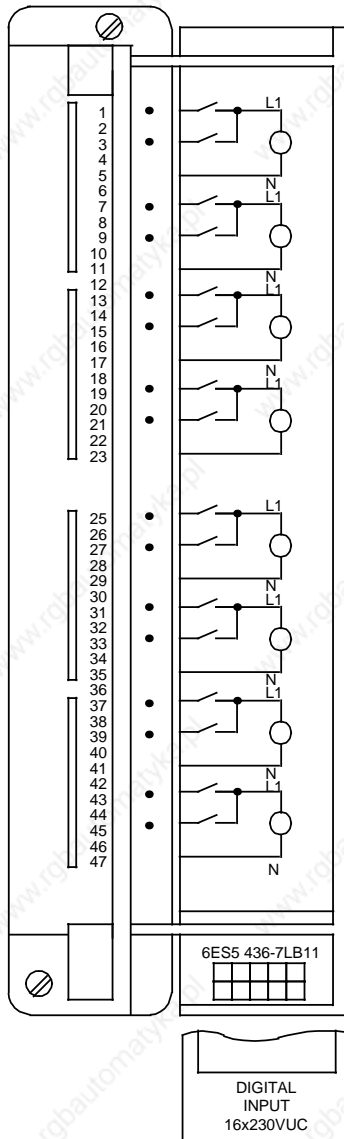 1
2
3
4
5
6
7
8
9
10
11
12
13
14
15
16
17
18
19
20
21
22
23
25
26
27
28
29
30
31
32
33
34
35
36
37
38
39
40
41
42
43
44
45
46
47
L1
N
L1
N
L1
N
L1
L1
N
L1
N
L1
N
L1
N
6ES5 436-7LB11
DIGITAL
INPUT
16x230VUC
www.rgbautomatyka.pl